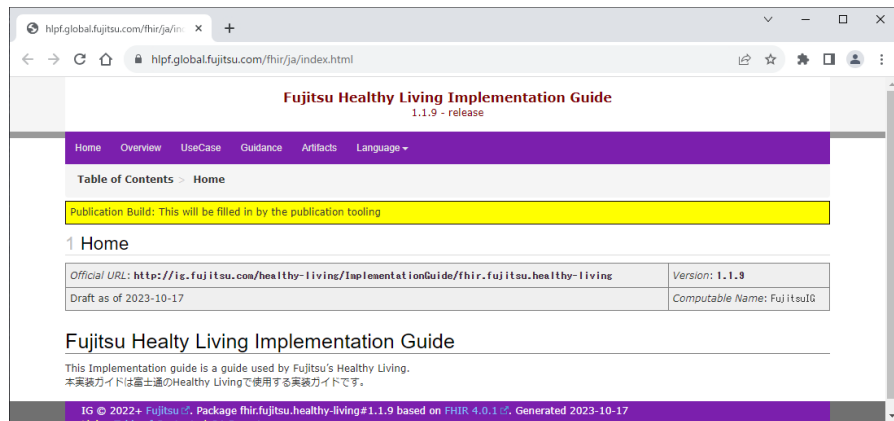 hlpf.global.fujitsu.com/fhir/ja/in
hlpf.global.fujitsu.com/fhir/ja/index.html
Fujitsu Healthy Living Implementation Guide
1.1.9 - release
Home Overview UseCase Guidance Artifacts Language
Table of Contents > Home
Publication Build: This will be filled in by the publication tooling
1 Home
Official URL: http://ig.fujitsu.com/healthy-living/ImplementationGuide/fhir.fujitsu.healthy-living Version: 1.1.9
Draft as of 2023-10-17 Computable Name: FujitsuIG
Fujitsu Healty Living Implementation Guide
This Implementation guide is a guide used by Fujitsu's Healthy Living.
本実装ガイドは富士通のHealthy Livingで使用する実装ガイドです。
IG © 2022+ Fujitsu. Package fhir.fujitsu.healthy-living#1.1.9 based on FHIR 4.0.1. Generated 2023-10-17